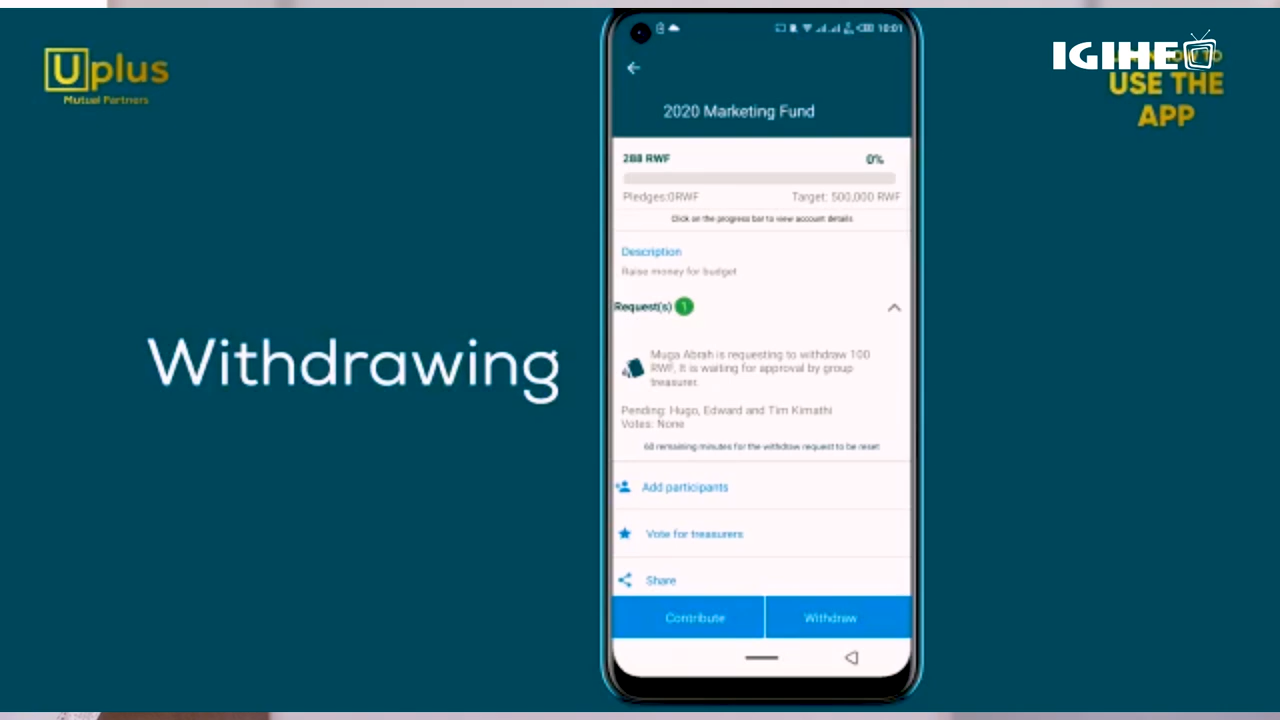 Uplus
Mutual Partners
IGIHE
USE THE
APP
Withdrawing
10:01
2020 Marketing Fund
288 RWF
0%
Pledges:0RWF
Target: 500,000 RWF
Click on the progress bar to view account details
Description
Raise money for budget
Request(s) 1
Muga Abrah is requesting to withdraw 100
RWF, It is waiting for approval by group
treasurer.
Pending: Hugo, Edward and Tim Kimathi
Votes: None
60 remaining minutes for the withdraw request to be reset
Add participants
Vote for treasurers
Share
Contribute
Withdraw